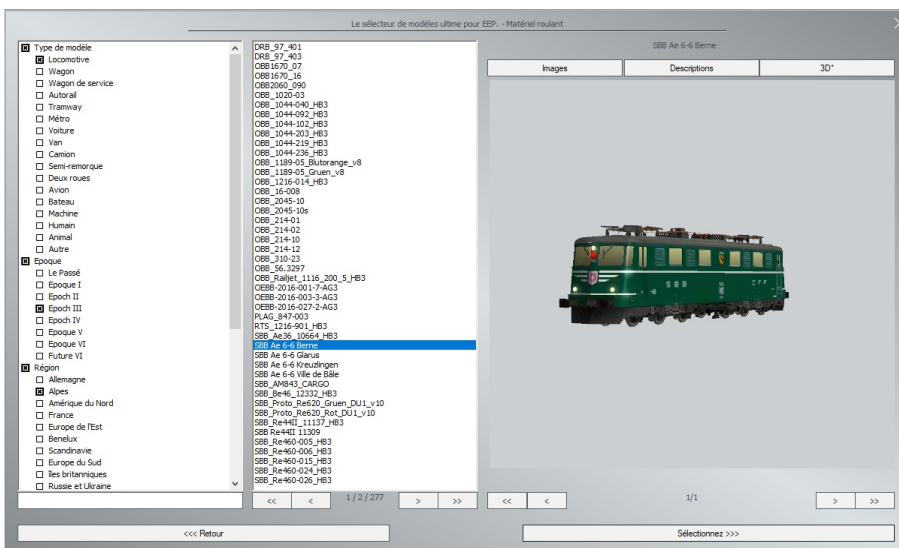 Le sélecteur de modèles ultime pour EEP. - Matériel roulant
Type de modèle
Locomotive
Wagon
Wagon de service
Autorail
Tramway
Métro
Voiture
Van
Camion
Semi-remorque
Deux roues
Avion
Bateau
Machine
Humain
Animal
Autre
Epoque
Le Passé
Epoque I
Epoch II
Epoch III
Epoch IV
Epoque V
Epoque VI
Future VI
Région
Allemagne
Alpes
Amérique du Nord
France
Europe de l'Est
Benelux
Scandinavie
Europe du Sud
Îles britanniques
Russie et Ukraine
DRB_97_401
DRB_97_403
OBB1670_07
OBB1670_16
OBB2060_090
OBB_1020-03
OBB_1044-040_HB3
OBB_1044-092_HB3
OBB_1044-102_HB3
OBB_1044-203_HB3
OBB_1044-219_HB3
OBB_1044-236_HB3
OBB_1189-05_Blutorange_v8
OBB_1189-05_Gruen_v8
OBB_1216-014_HB3
OBB_16-008
OBB_2045-10
OBB_2045-10s
OBB_214-01
OBB_214-02
OBB_214-10
OBB_214-12
OBB_310-23
OBB_56.3297
OBB_Railjet_1116_200_5_HB3
OEBB-2016-001-7-AG3
OEBB-2016-003-3-AG3
OEBB-2016-027-2-AG3
PLAG_847-003
RTS_1216-901_HB3
SBB_Ae36_10664_HB3
SBB Ae 6-6 Berne
SBB Ae 6-6 Glarus
SBB Ae 6-6 Kreuzlingen
SBB Ae 6-6 Ville de Bâle
SBB_AM843_CARGO
SBB_Be46_12332_HB3
SBB_Proto_Re620_Gruen_DU1_v10
SBB_Proto_Re620_Rot_DU1_v10
SBB_Re44II_11137_HB3
SBB Re44II 11309
SBB_Re460-005_HB3
SBB_Re460-006_HB3
SBB_Re460-015_HB3
SBB_Re460-024_HB3
SBB_Re460-026_HB3
<< < 1 / 2 / 277 > >>
SBB Ae 6-6 Berne
Images Descriptions 3D*
SBB CFF
<< < 1/1 > >>
<<< Retour
Sélectionnez >>>